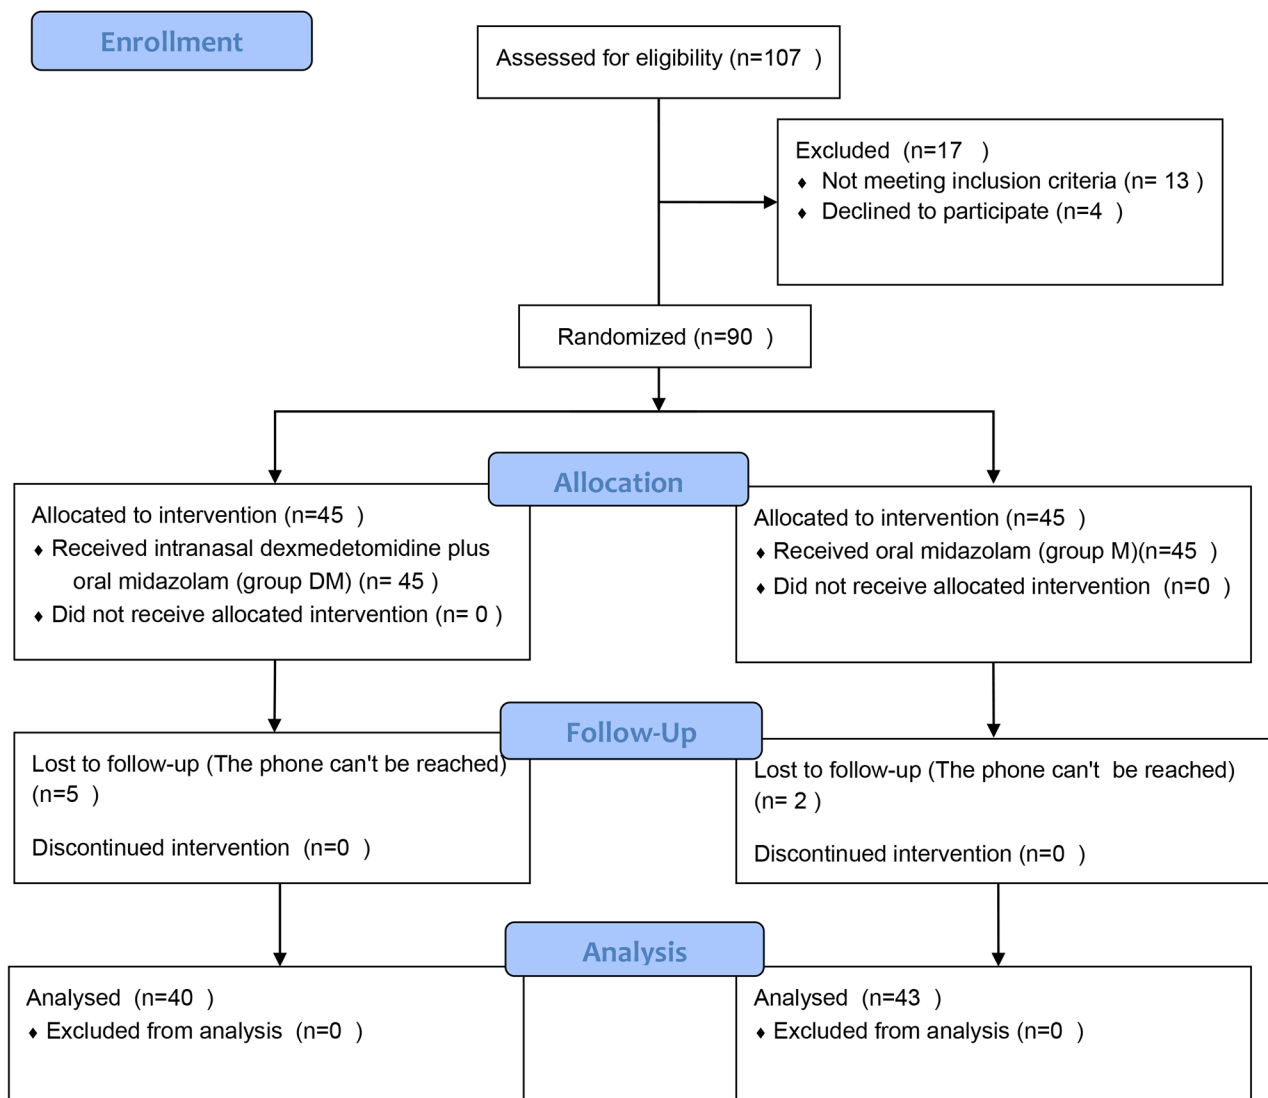 Enrollment
Assessed for eligibility (n=107  )
Excluded  (n=17   )
♦ Not meeting inclusion criteria (n= 13 )
♦ Declined to participate (n=4  )
Randomized (n=90  )
Allocation
Allocated to intervention (n=45  )
♦ Received intranasal dexmedetomidine plus
oral midazolam (group DM) (n= 45 )
♦ Did not receive allocated intervention (n= 0 )
Allocated to intervention (n=45  )
♦ Received oral midazolam (group M)(n=45  )
♦ Did not receive allocated intervention  (n=0  )
Follow-Up
Lost to follow-up (The phone can't be reached)
(n=5  )
Discontinued intervention  (n=0  )
Lost to follow-up (The phone can't  be reached)
(n= 2 )
Discontinued intervention (n=0  )
Analysis
Analysed  (n=40  )
♦ Excluded from analysis  (n=0  )
Analysed  (n=43  )
♦ Excluded from analysis (n=0  )